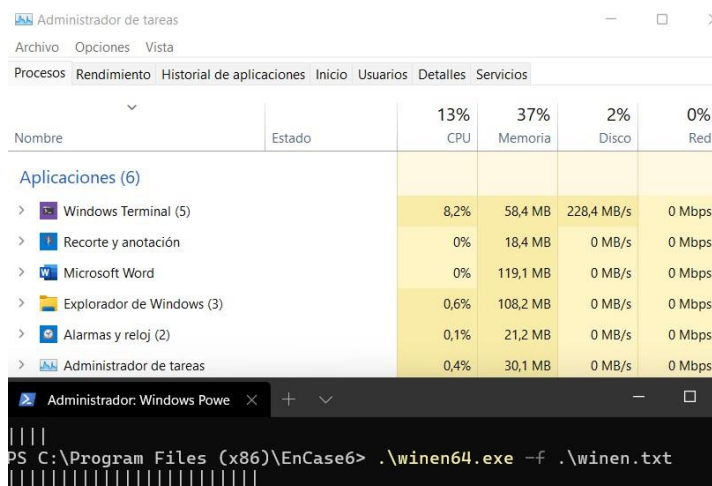 Administrador de tareas
Archivo Opciones Vista
Procesos Rendimiento Historial de aplicaciones Inicio Usuarios Detalles Servicios
13% 37% 2% 0%
Nombre Estado CPU Memoria Disco Red
Aplicaciones (6)
Windows Terminal (5) 8,2% 58,4 MB 228,4 MB/s 0 Mbps
Recorte y anotación 0% 18,4 MB 0 MB/s 0 Mbps
Microsoft Word 0% 119,1 MB 0 MB/s 0 Mbps
Explorador de Windows (3) 0,6% 108,2 MB 0 MB/s 0 Mbps
Alarmas y reloj (2) 0,1% 21,2 MB 0 MB/s 0 Mbps
Administrador de tareas 0,4% 30,1 MB 0 MB/s 0 Mbps
Administrador: Windows Powe
||||
PS C:\Program Files (x86)\EnCase6> .\winen64.exe -f .\winen.txt
||||||||||||||||||||||||